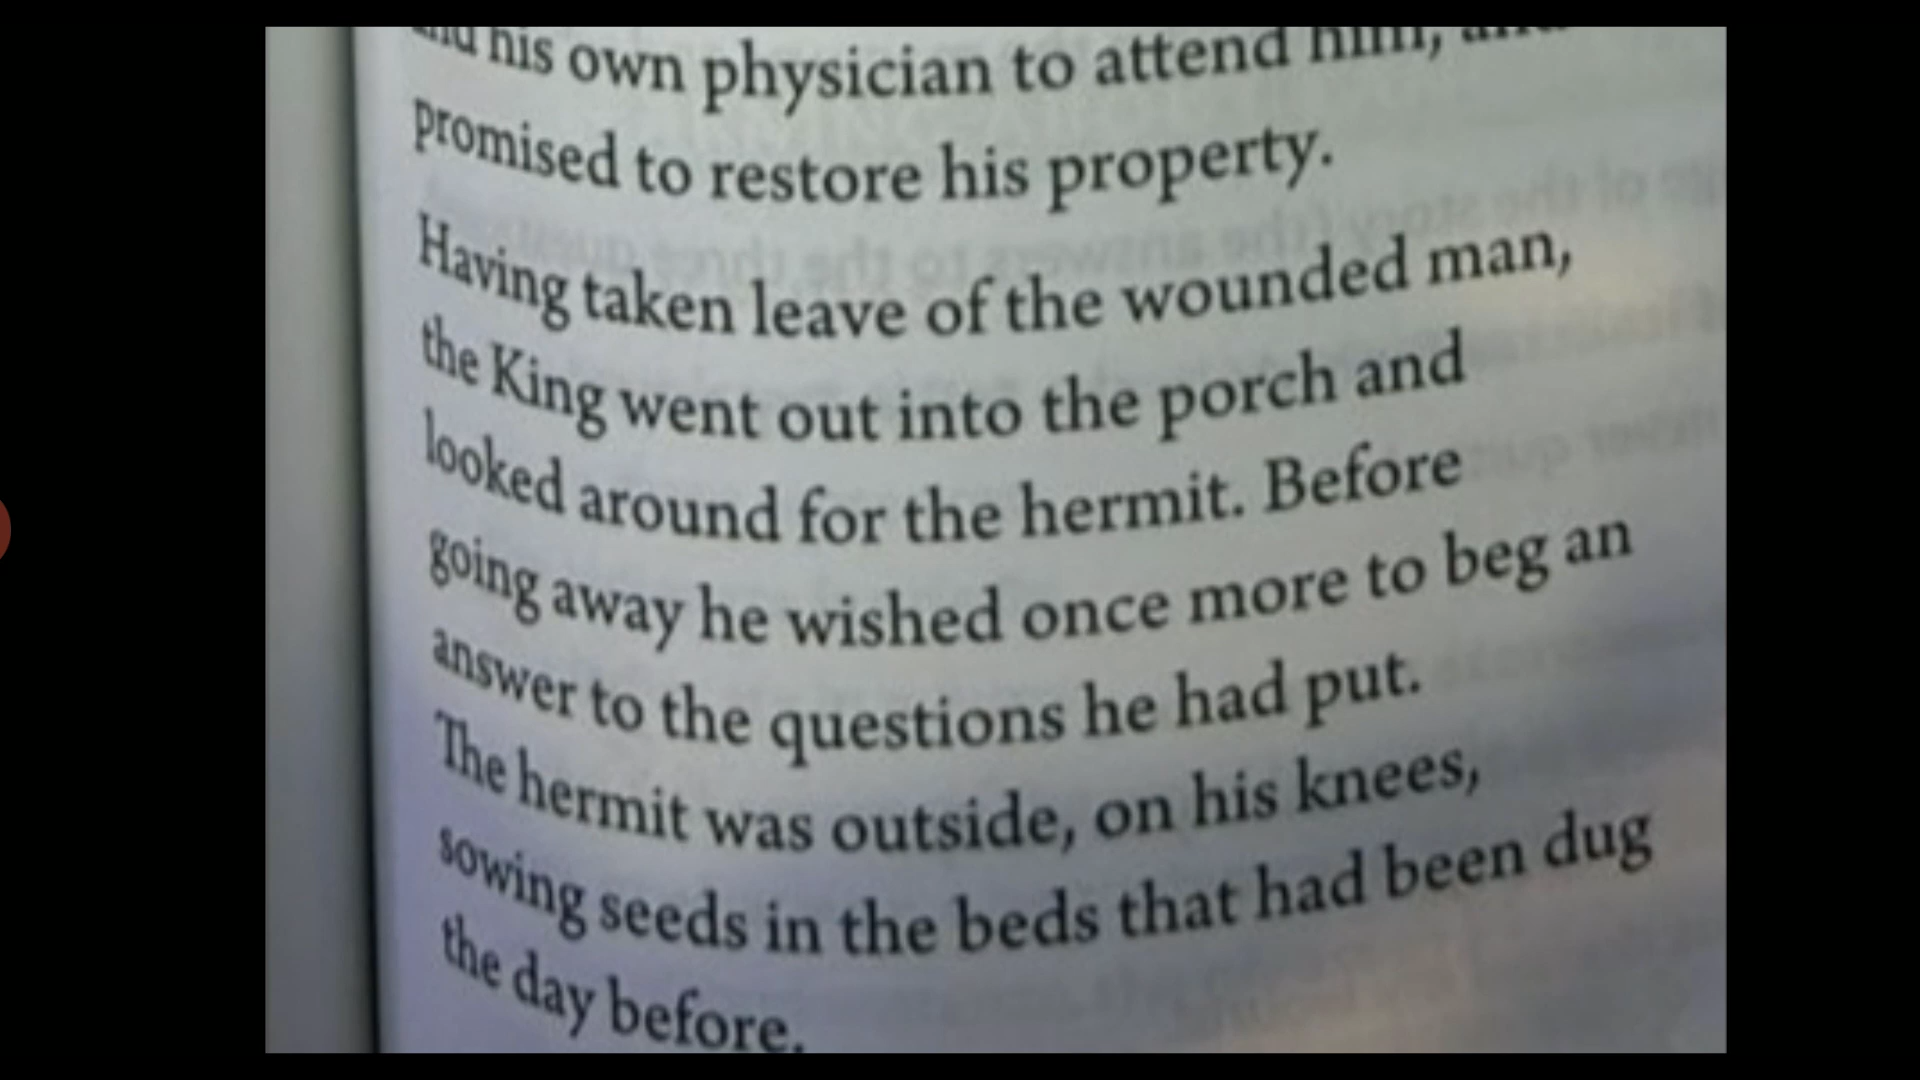 and his own physician to attend him, and
promised to restore his property.
Having taken leave of the wounded man,
the King went out into the porch and
looked around for the hermit. Before
going away he wished once more to beg an
answer to the questions he had put.
The hermit was outside, on his knees,
sowing seeds in the beds that had been dug
the day before.